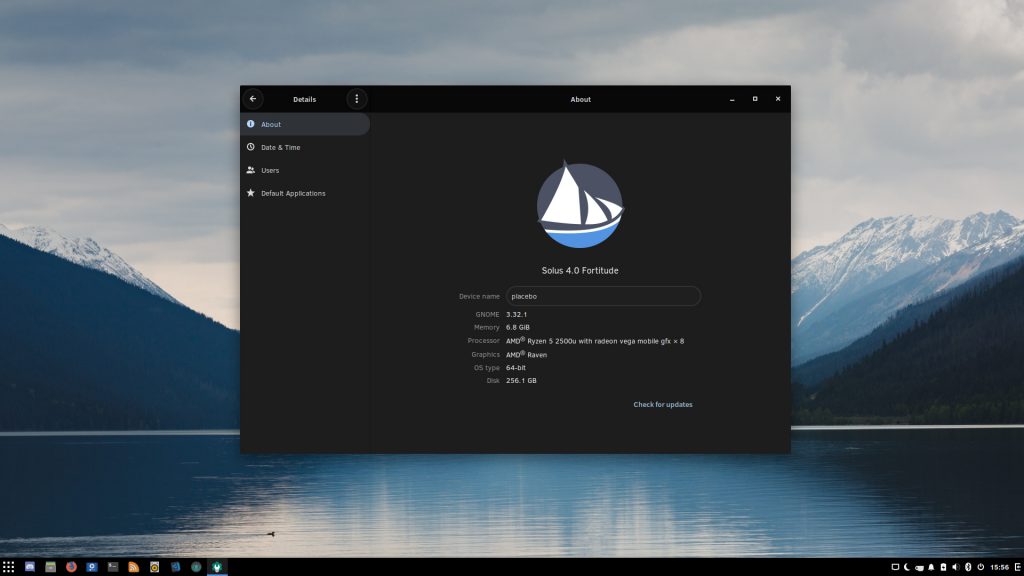 Details
About
About
Date & Time
Users
Default Applications
Solus 4.0 Fortitude
Device name placebo
GNOME 3.32.1
Memory 6.8 GiB
Processor AMD® Ryzen 5 2500u with radeon vega mobile gfx × 8
Graphics AMD® Raven
OS type 64-bit
Disk 256.1 GB
Check for updates
15:56